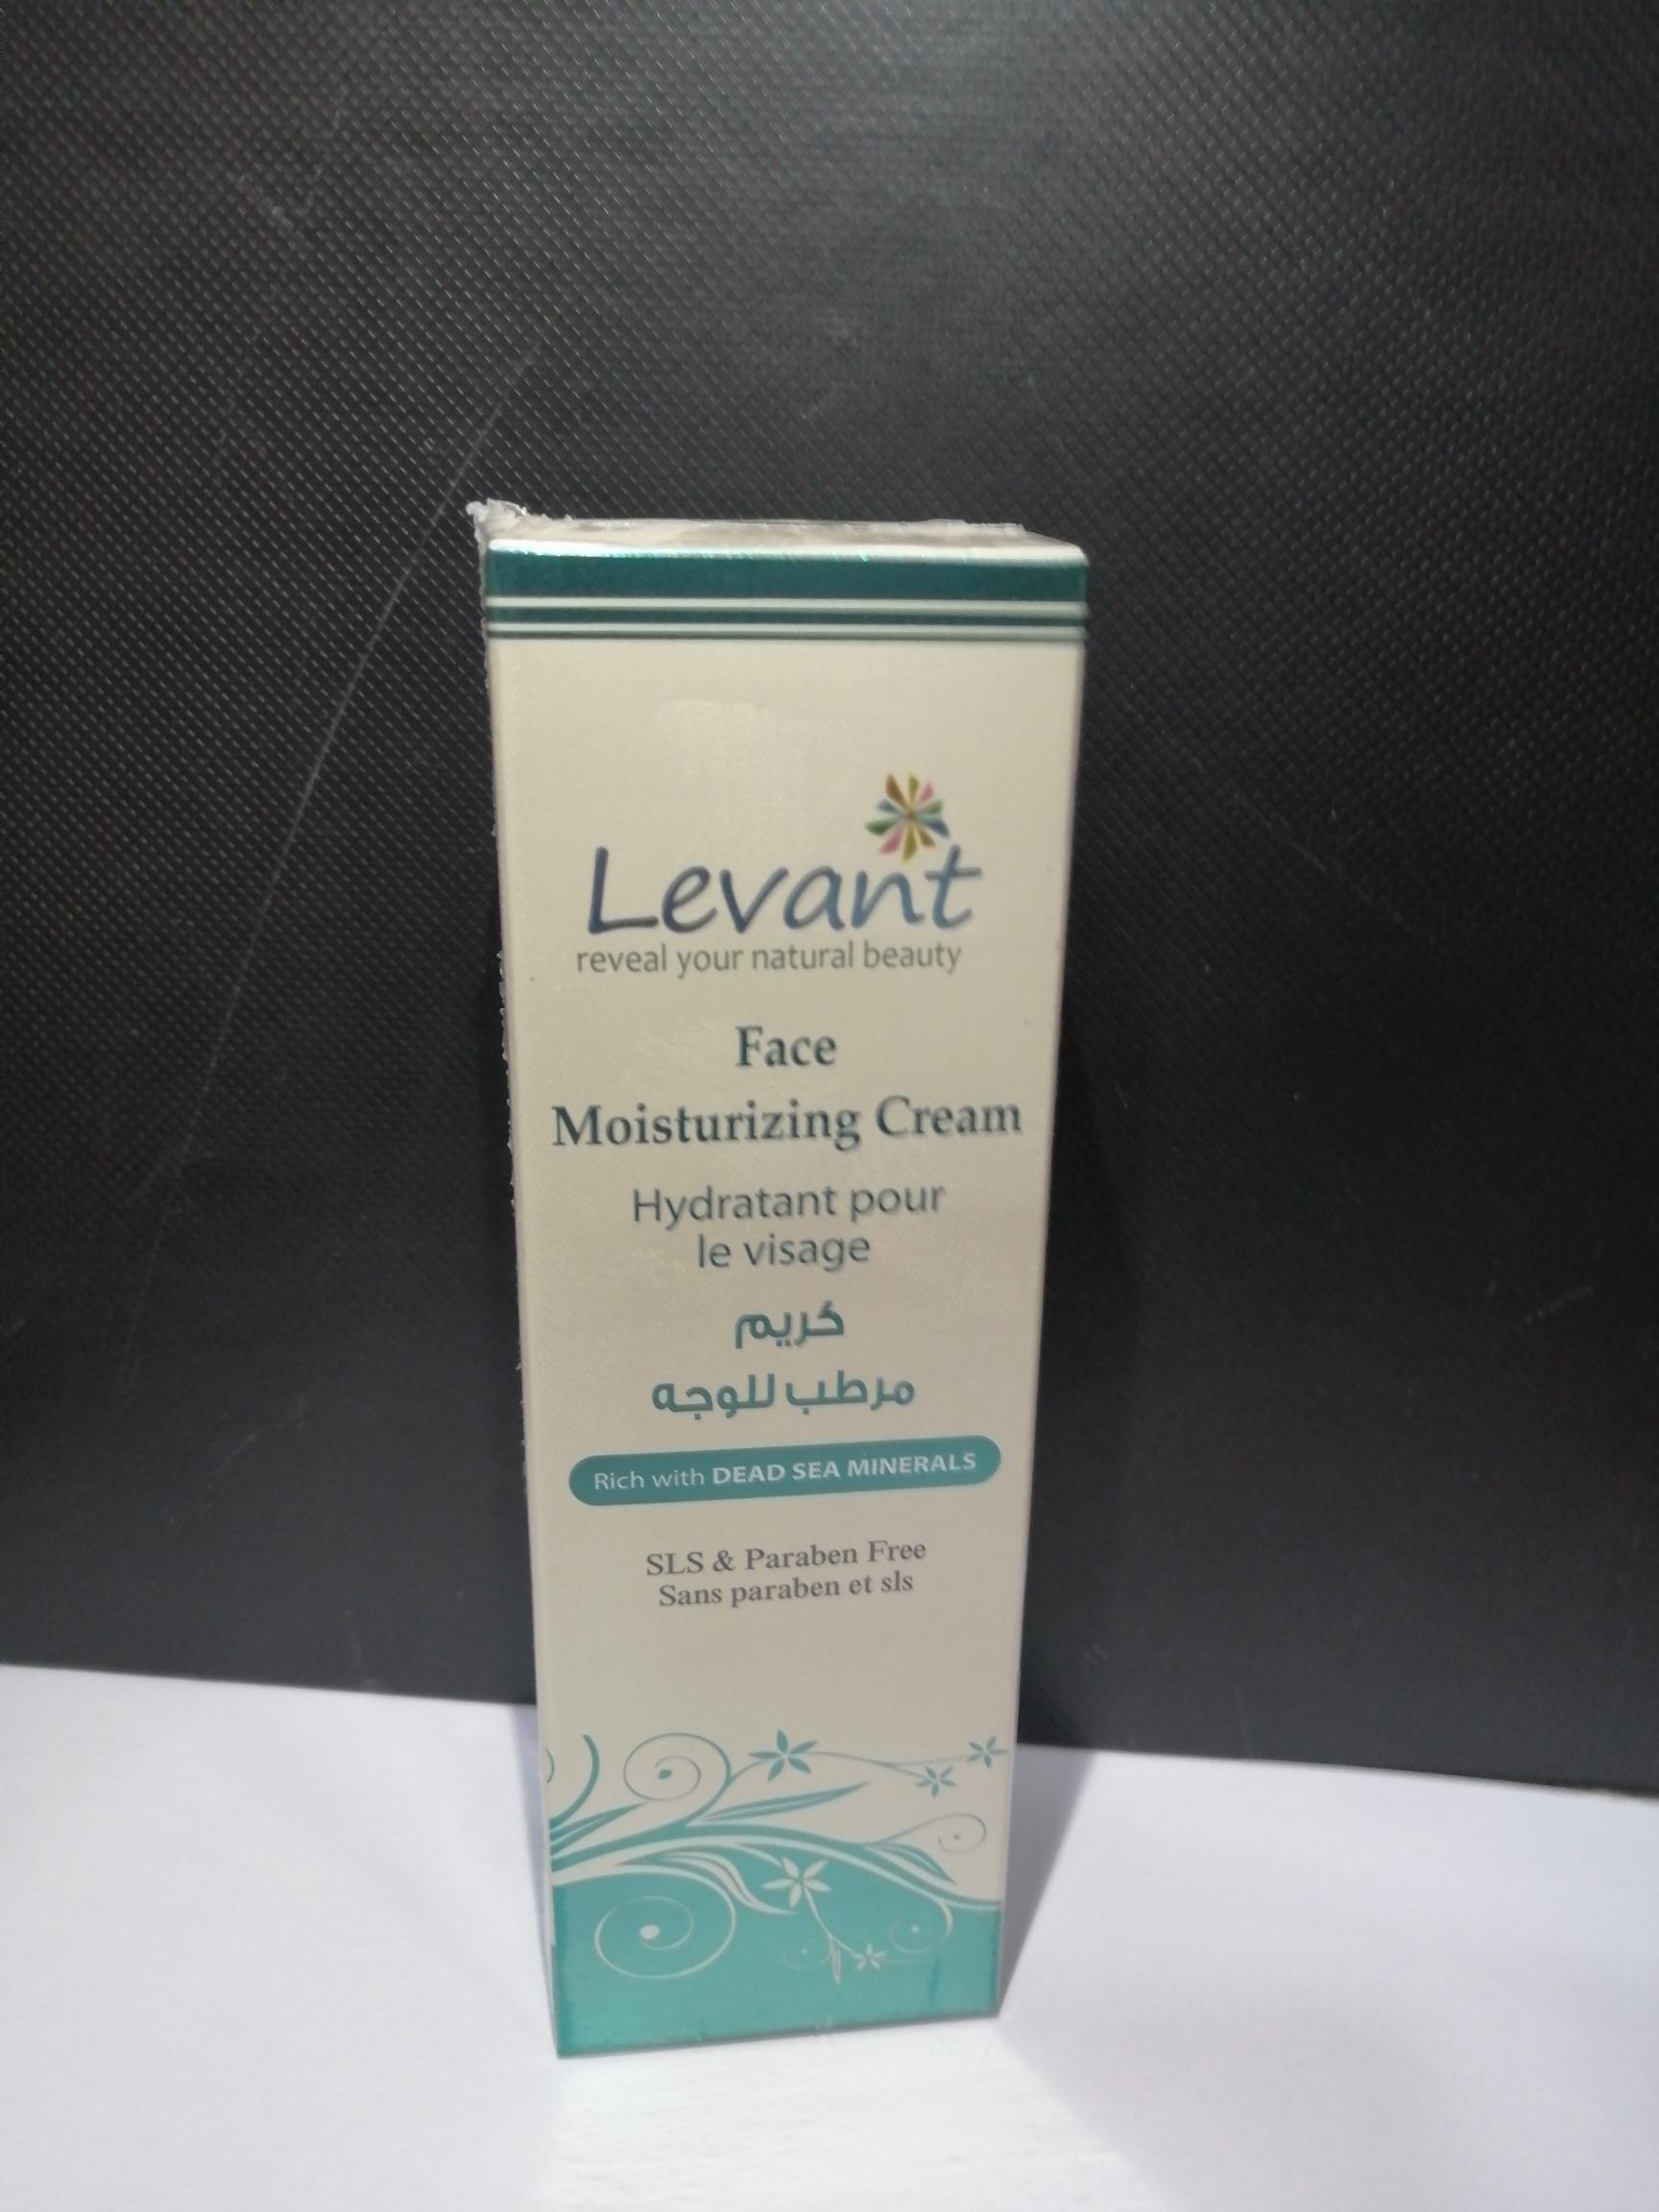 Levant
reveal your natural beauty
Face
Moisturizing Cream
Hydratant pour
le visage
كريم
مرطب للوجه
Rich with DEAD SEA MINERALS
SLS & Paraben Free
Sans paraben et sls